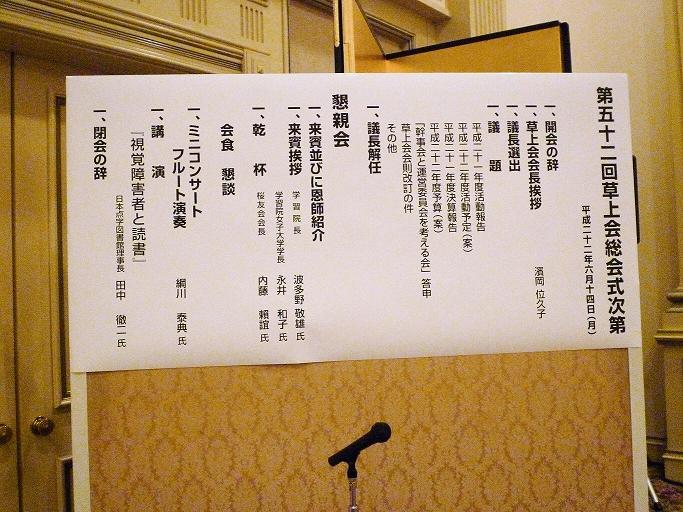 第五十二回草上会総会式次第
平成二十二年六月十四日（月）
一、開会の辞
一、草上会会長挨拶　濱岡 位久子
一、議長選出
一、議　題
平成二十一年度活動報告
平成二十二年度活動予定（案）
平成二十一年度決算報告
平成二十二年度予算（案）
「幹事会と運営委員会を考える会」答申
草上会会則改訂の件
その他
一、議長解任
懇親会
一、来賓並びに恩師紹介
一、来賓挨拶　学習院長　波多野 敬雄 氏
学習院女子大学学長　永井　和子 氏
一、乾　杯　桜友会会長　内藤　頼誼 氏
会食　懇談
一、ミニコンサート
フルート演奏　綱川　泰典 氏
一、講　演
『視覚障害者と読書』
日本点字図書館理事長　田中　徹二 氏
一、閉会の辞